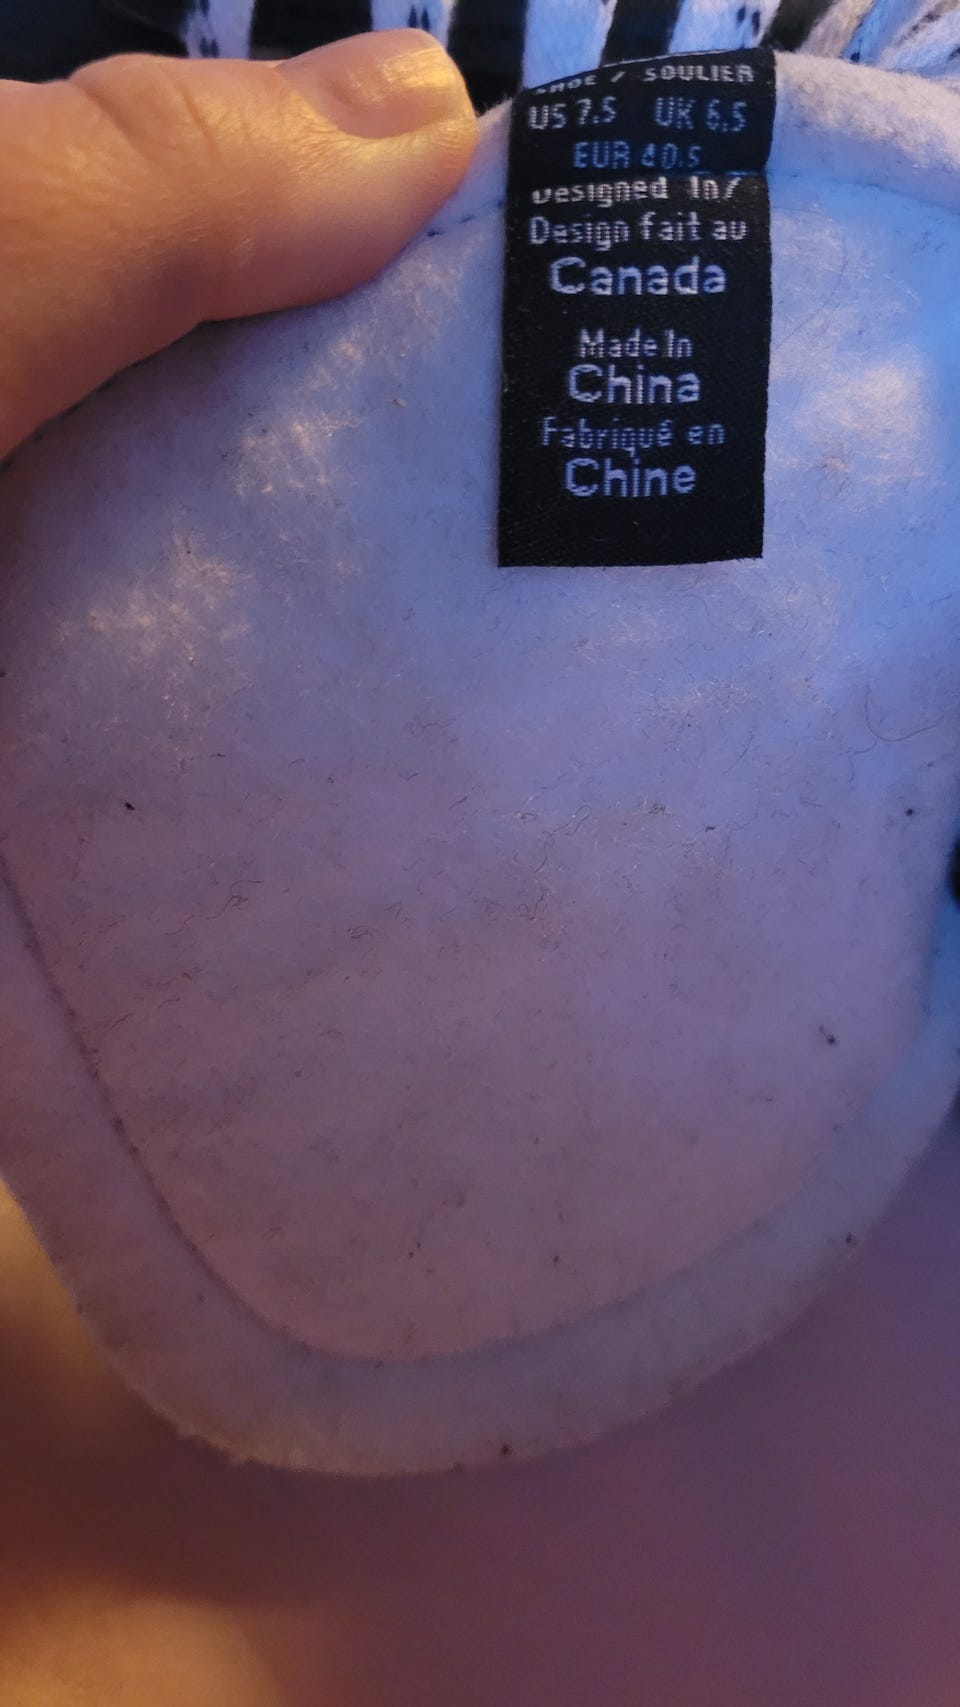 SHOE / SOULIER
US 7.5 UK 6.5
EUR 40.5
Designed In/
Design fait au
Canada
Made In
China
Fabriqué en
Chine